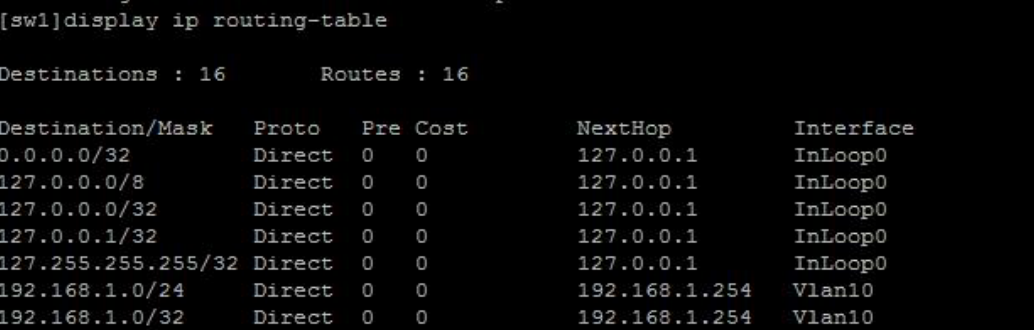 [sw1]display ip routing-table
Destinations : 16 Routes : 16
Destination/Mask Proto Pre Cost NextHop Interface
0.0.0.0/32 Direct 0 0 127.0.0.1 InLoop0
127.0.0.0/8 Direct 0 0 127.0.0.1 InLoop0
127.0.0.0/32 Direct 0 0 127.0.0.1 InLoop0
127.0.0.1/32 Direct 0 0 127.0.0.1 InLoop0
127.255.255.255/32 Direct 0 0 127.0.0.1 InLoop0
192.168.1.0/24 Direct 0 0 192.168.1.254 Vlan10
192.168.1.0/32 Direct 0 0 192.168.1.254 Vlan10